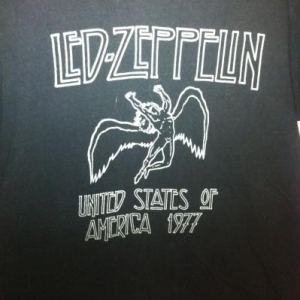 LED-ZEPPELIN
UNITED STATES OF
AMERICA 1977